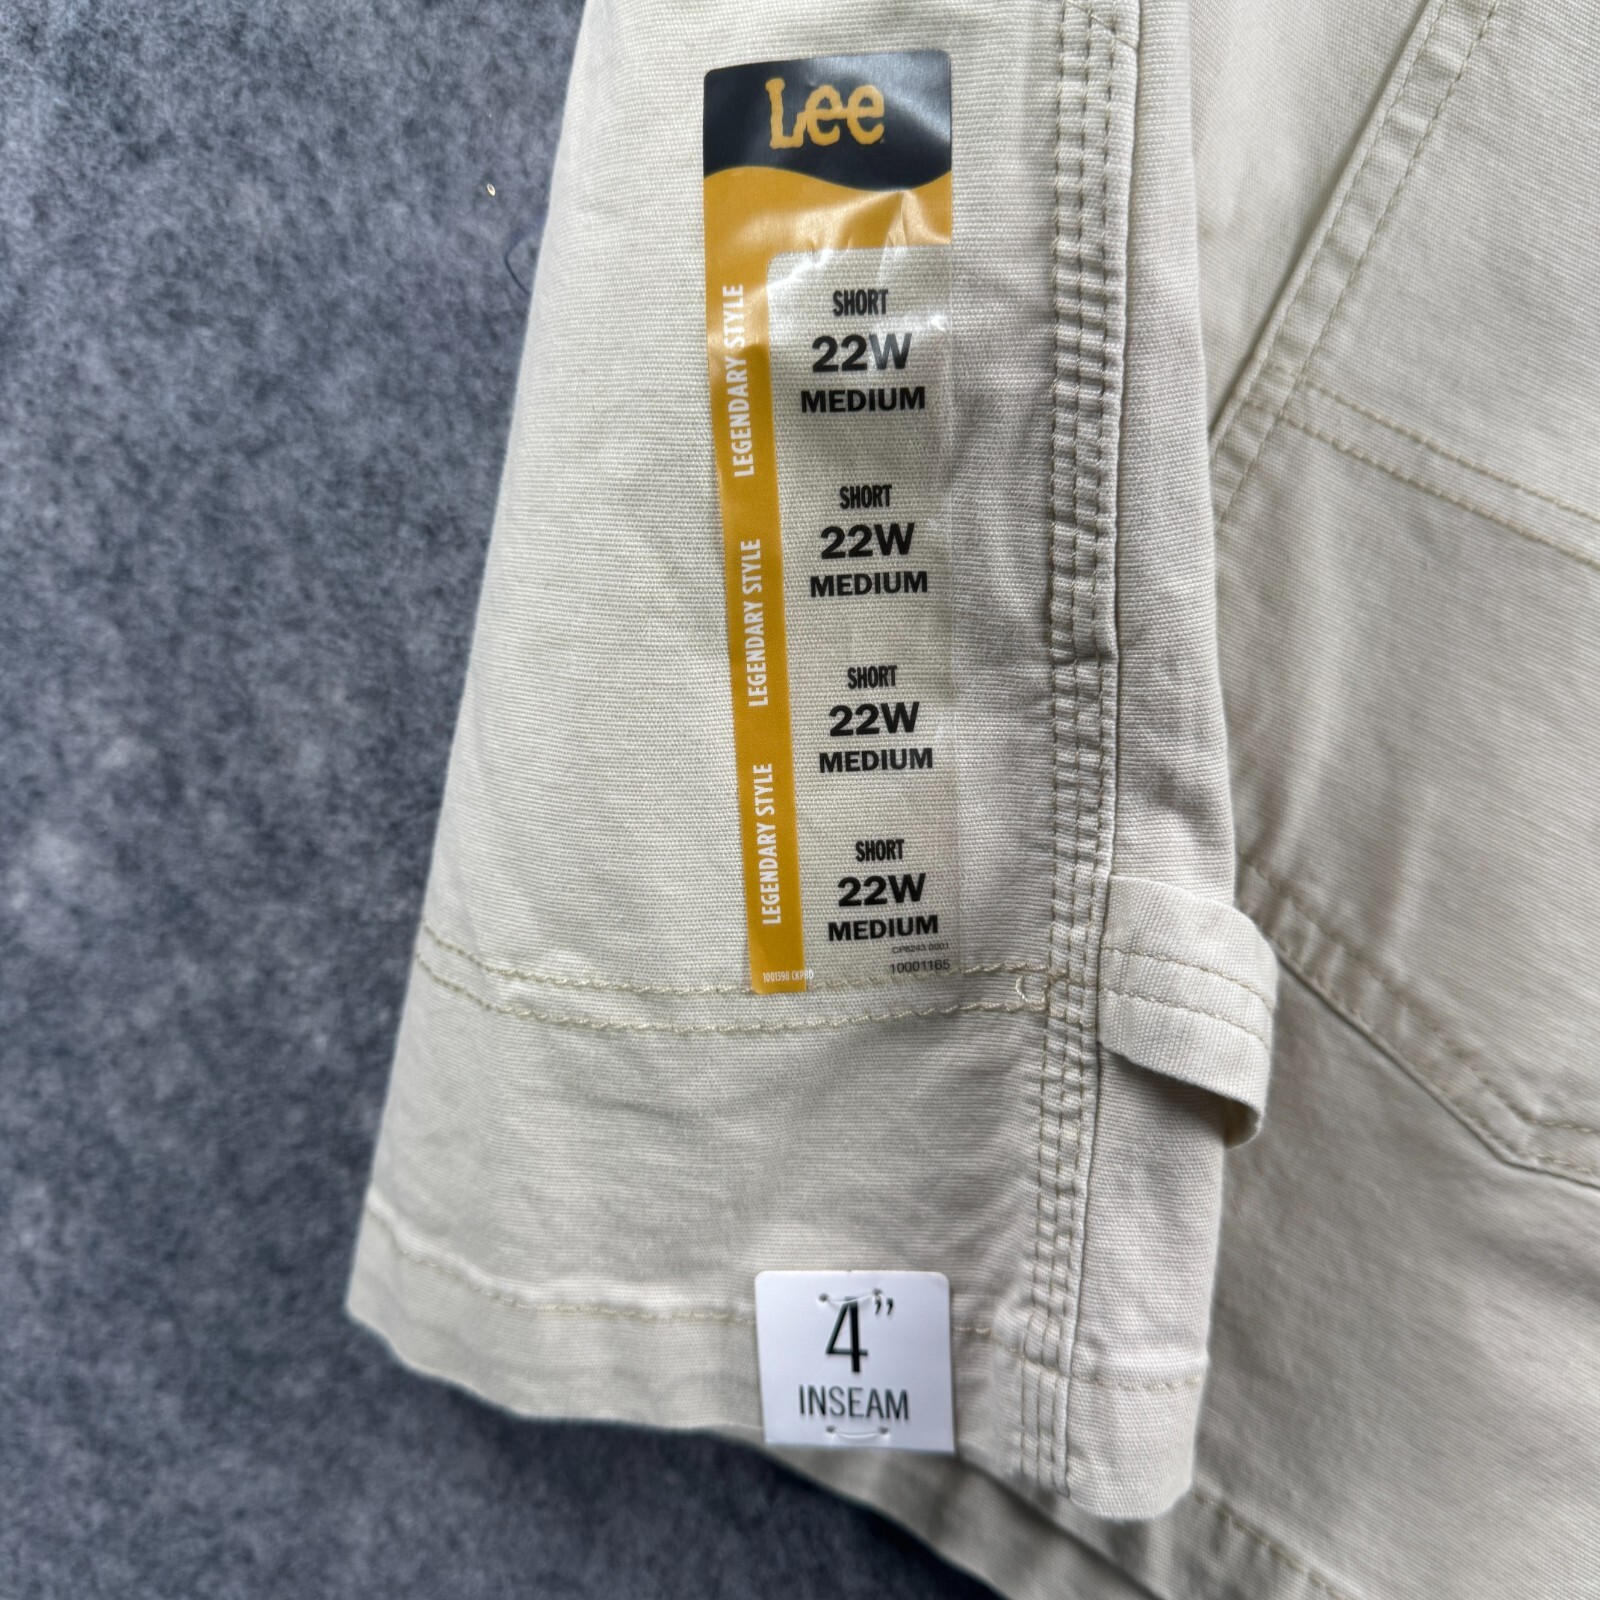 Lee
LEGENDARY STYLE
LEGENDARY STYLE
LEGENDARY STYLE
SHORT
22W
MEDIUM
SHORT
22W
MEDIUM
SHORT
22W
MEDIUM
SHORT
22W
MEDIUM
10001165
4”
INSEAM